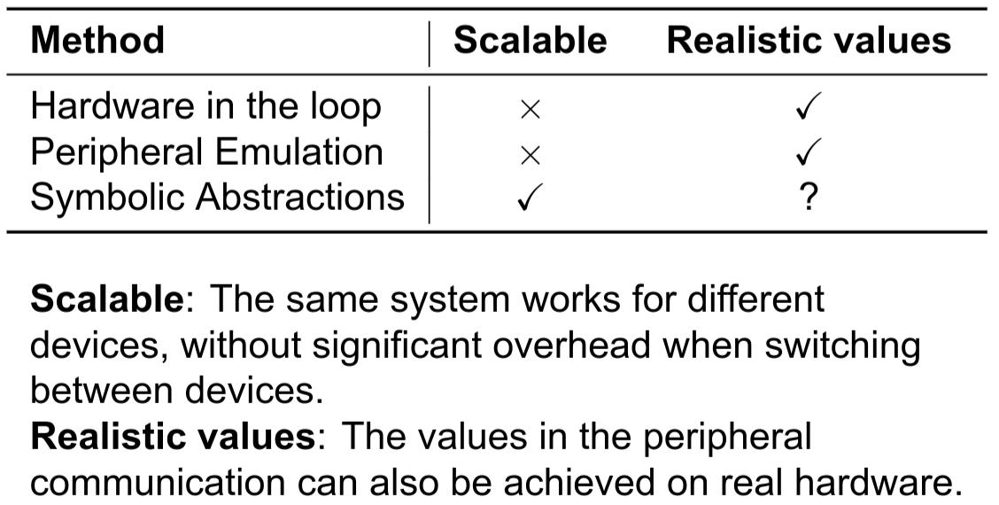 Method Scalable Realistic values
Hardware in the loop × ✓
Peripheral Emulation × ✓
Symbolic Abstractions ✓ ?
Scalable: The same system works for different
devices, without significant overhead when switching
between devices.
Realistic values: The values in the peripheral
communication can also be achieved on real hardware.